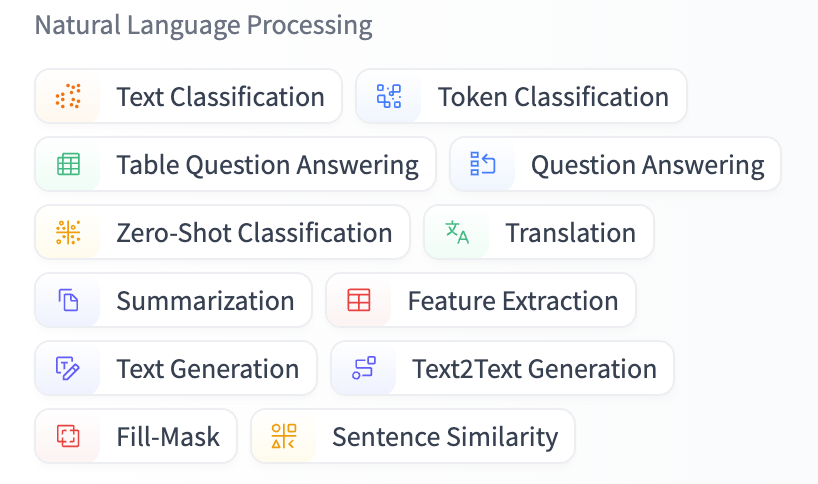 Natural Language Processing
Text Classification
Token Classification
Table Question Answering
Question Answering
Zero-Shot Classification
Translation
Summarization
Feature Extraction
Text Generation
Text2Text Generation
Fill-Mask
Sentence Similarity